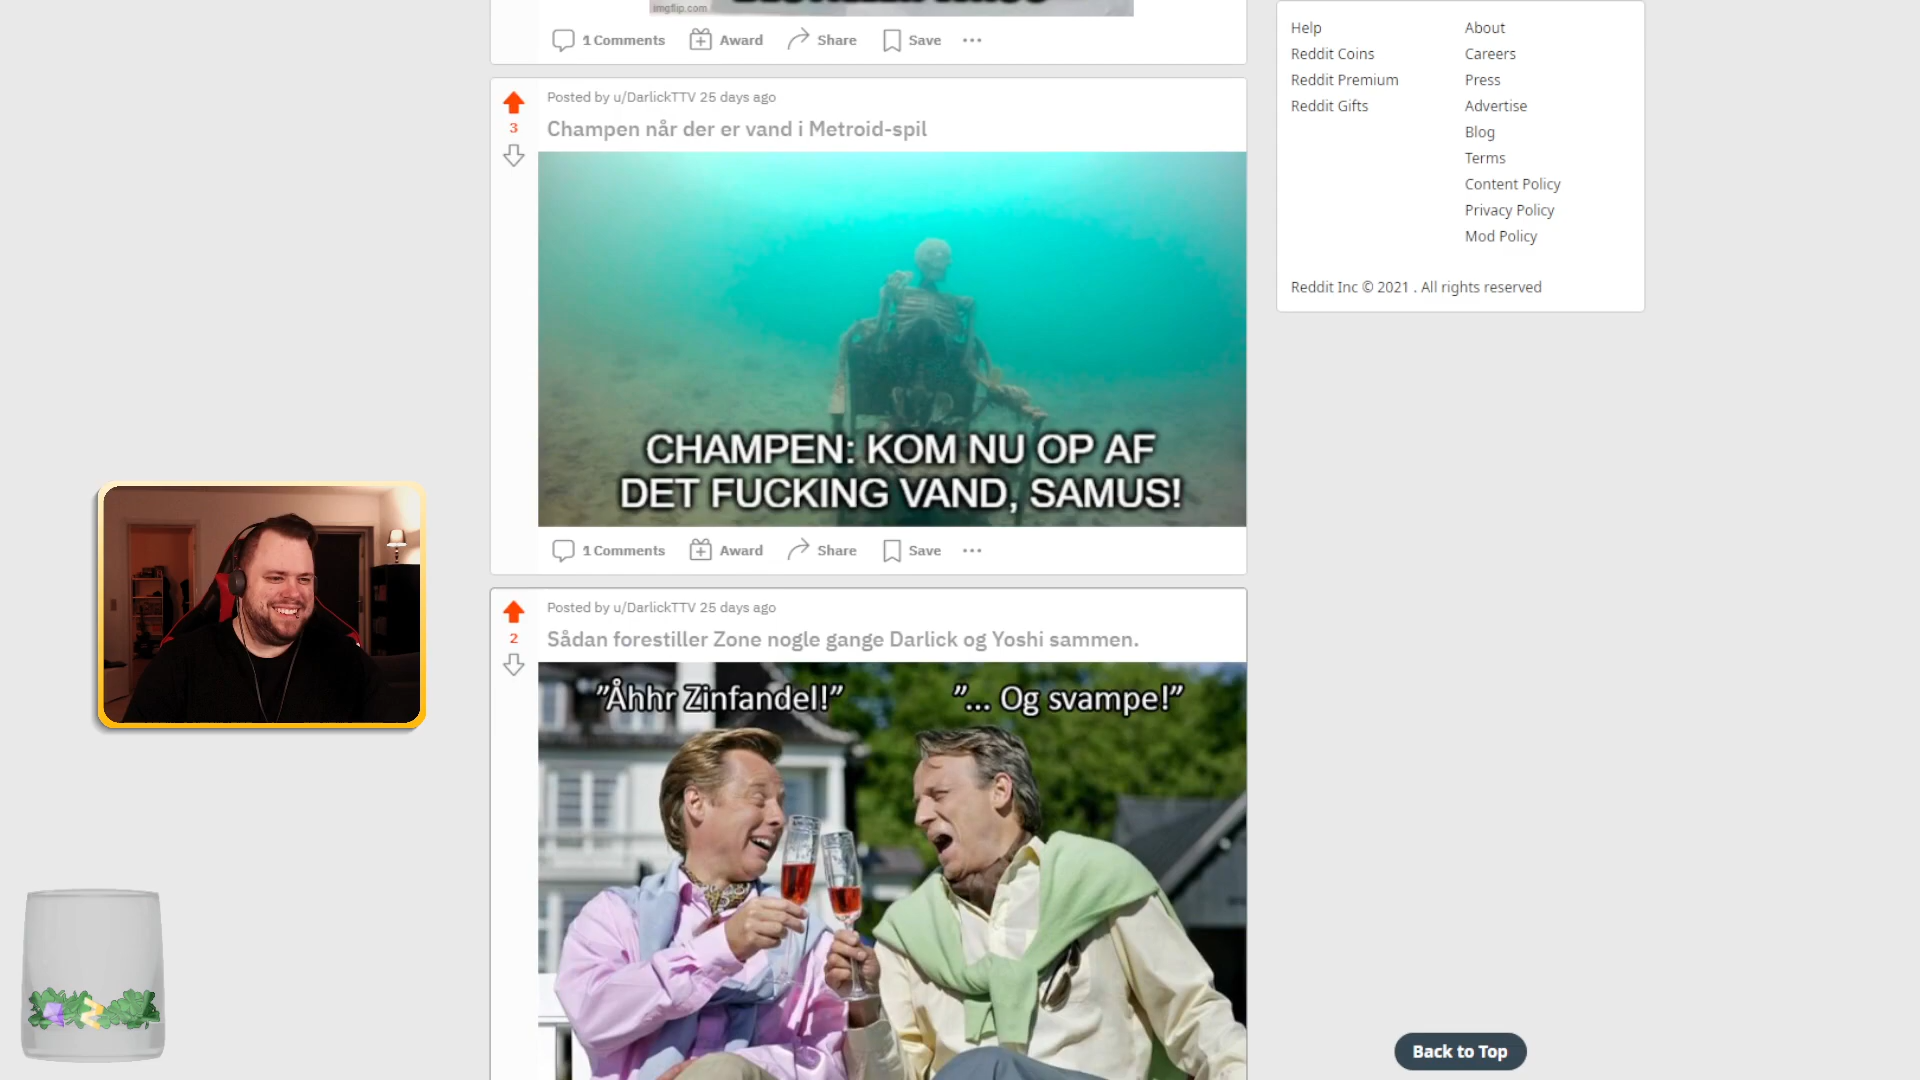 imgflip.com
1 Comments Award Share Save
Posted by u/DarlickTTV 25 days ago
3
Champen når der er vand i Metroid-spil
CHAMPEN: KOM NU OP AF
DET FUCKING VAND, SAMUS!
1 Comments Award Share Save
Posted by u/DarlickTTV 25 days ago
2
Sådan forestiller Zone nogle gange Darlick og Yoshi sammen.
"Åhhr Zinfandel!" "... Og svampe!"
Help About
Reddit Coins Careers
Reddit Premium Press
Reddit Gifts Advertise
Blog
Terms
Content Policy
Privacy Policy
Mod Policy
Reddit Inc © 2021 . All rights reserved
Back to Top